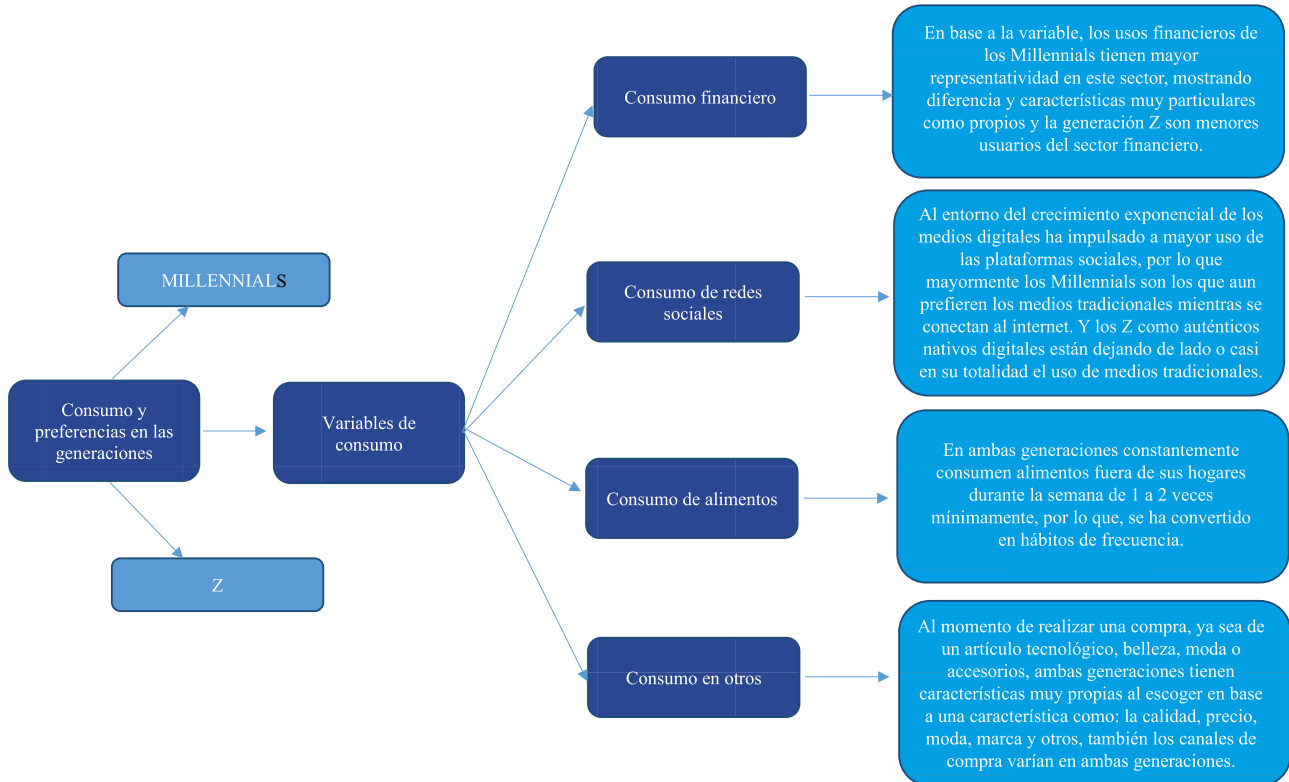 Consumo y
preferencias en las
generaciones
MILLENNIALS
Z
Variables de
consumo
Consumo financiero
En base a la variable, los usos financieros de
los Millennials tienen mayor
representatividad en este sector, mostrando
diferencia y características muy particulares
como propios y la generación Z son menores
usuarios del sector financiero.
Consumo de redes
sociales
Al entorno del crecimiento exponencial de los
medios digitales ha impulsado a mayor uso de
las plataformas sociales, por lo que
mayormente los Millennials son los que aun
prefieren los medios tradicionales mientras se
conectan al internet. Y los Z como auténticos
nativos digitales están dejando de lado o casi
en su totalidad el uso de medios tradicionales.
Consumo de alimentos
En ambas generaciones constantemente
consumen alimentos fuera de sus hogares
durante la semana de 1 a 2 veces
mínimamente, por lo que, se ha convertido
en hábitos de frecuencia.
Consumo en otros
Al momento de realizar una compra, ya sea de
un artículo tecnológico, belleza, moda o
accesorios, ambas generaciones tienen
características muy propias al escoger en base
a una característica como: la calidad, precio,
moda, marca y otros, también los canales de
compra varían en ambas generaciones.